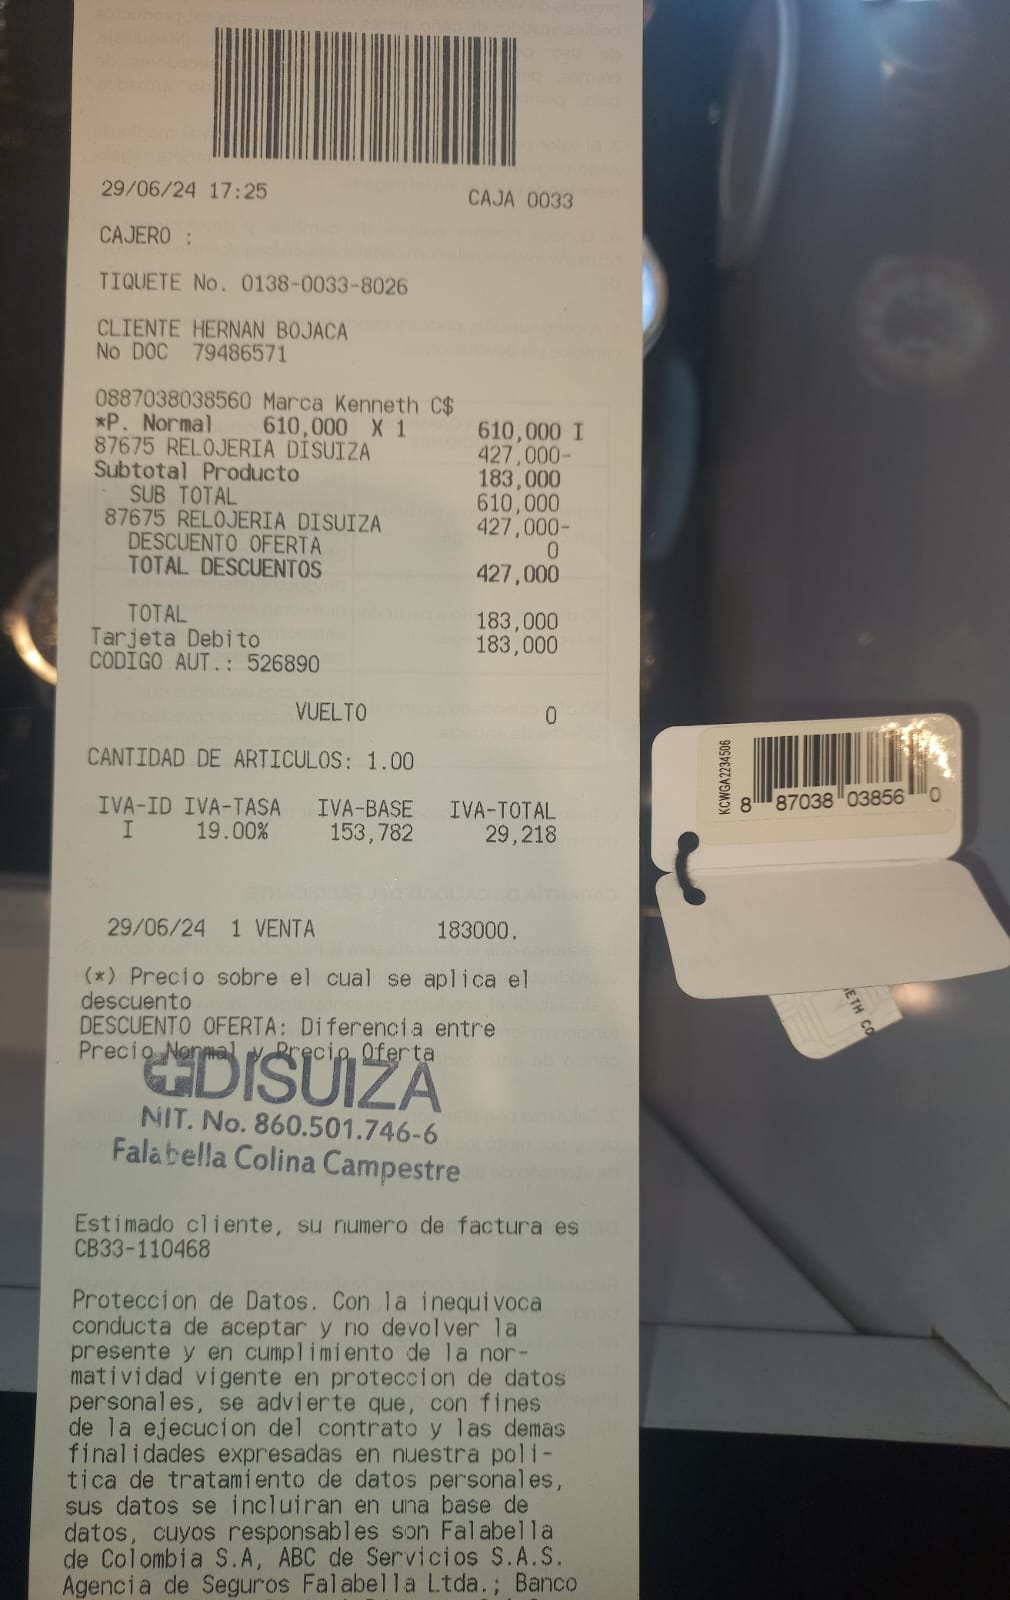 29/06/24 17:25 CAJA 0033
CAJERO :
TIQUETE No. 0138-0033-8026
CLIENTE HERNAN BOJACA
No DOC 79486571
0887038038560 Marca Kenneth C$
*P. Normal 610,000 X 1 610,000 I
87675 RELOJERIA DISUIZA 427,000-
Subtotal Producto 183,000
SUB TOTAL 610,000
87675 RELOJERIA DISUIZA 427,000-
DESCUENTO OFERTA 0
TOTAL DESCUENTOS 427,000
TOTAL 183,000
Tarjeta Debito 183,000
CODIGO AUT.: 526890
VUELTO 0
CANTIDAD DE ARTICULOS: 1.00
IVA-ID IVA-TASA IVA-BASE IVA-TOTAL
I 19.00% 153,782 29,218
29/06/24 1 VENTA 183000.
(*) Precio sobre el cual se aplica el
descuento
DESCUENTO OFERTA: Diferencia entre
Precio Normal y Precio Oferta
DISUIZA
NIT. No. 860.501.746-6
Falabella Colina Campestre
Estimado cliente, su numero de factura es
CB33-110468
Proteccion de Datos. Con la inequivoca
conducta de aceptar y no devolver la
presente y en cumplimiento de la nor-
matividad vigente en proteccion de datos
personales, se advierte que, con fines
de la ejecucion del contrato y las demas
finalidades expresadas en nuestra poli-
tica de tratamiento de datos personales,
sus datos se incluiran en una base de
datos, cuyos responsables son Falabella
de Colombia S.A, ABC de Servicios S.A.S.
Agencia de Seguros Falabella Ltda.; Banco
KCWGA2234506
8 87038 03856 0
ETH CO